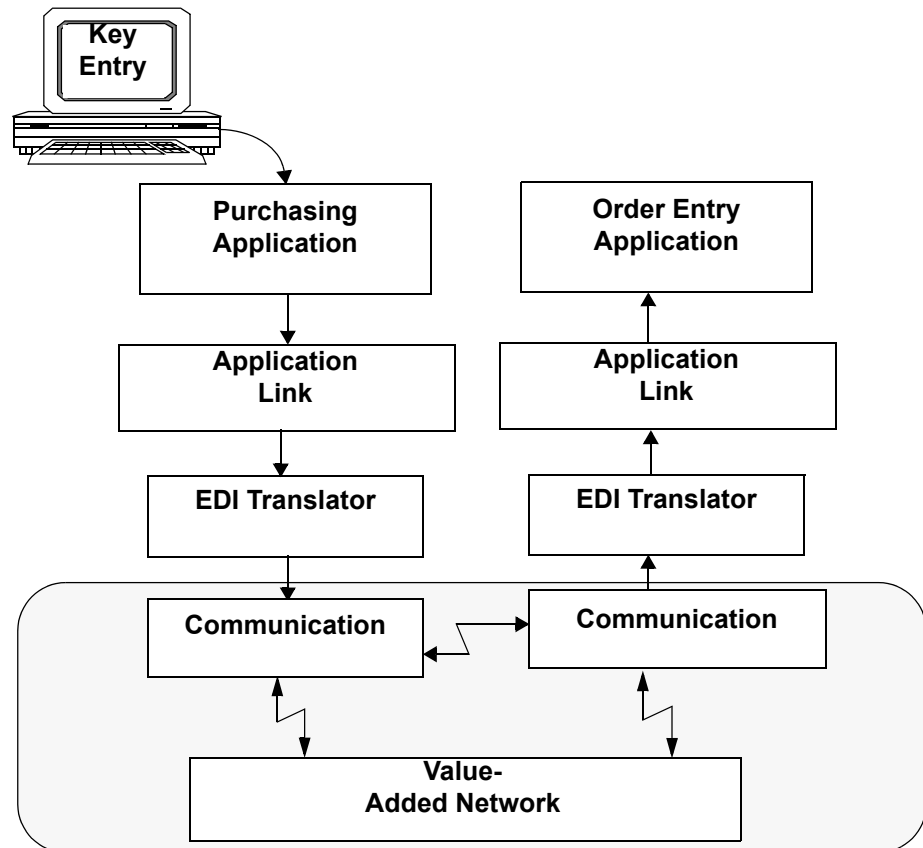 Key
Entry
Purchasing
Application
Order Entry
Application
Application
Link
Application
Link
EDI Translator
EDI Translator
Communication
Communication
Value-
Added Network